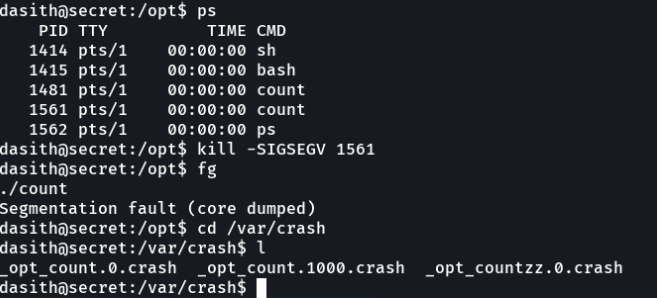 dasith@secret:/opt$ ps
    PID TTY          TIME CMD
   1414 pts/1    00:00:00 sh
   1415 pts/1    00:00:00 bash
   1481 pts/1    00:00:00 count
   1561 pts/1    00:00:00 count
   1562 pts/1    00:00:00 ps
dasith@secret:/opt$ kill -SIGSEGV 1561
dasith@secret:/opt$ fg
./count
Segmentation fault (core dumped)
dasith@secret:/opt$ cd /var/crash
dasith@secret:/var/crash$ l
_opt_count.0.crash  _opt_count.1000.crash  _opt_countzz.0.crash
dasith@secret:/var/crash$